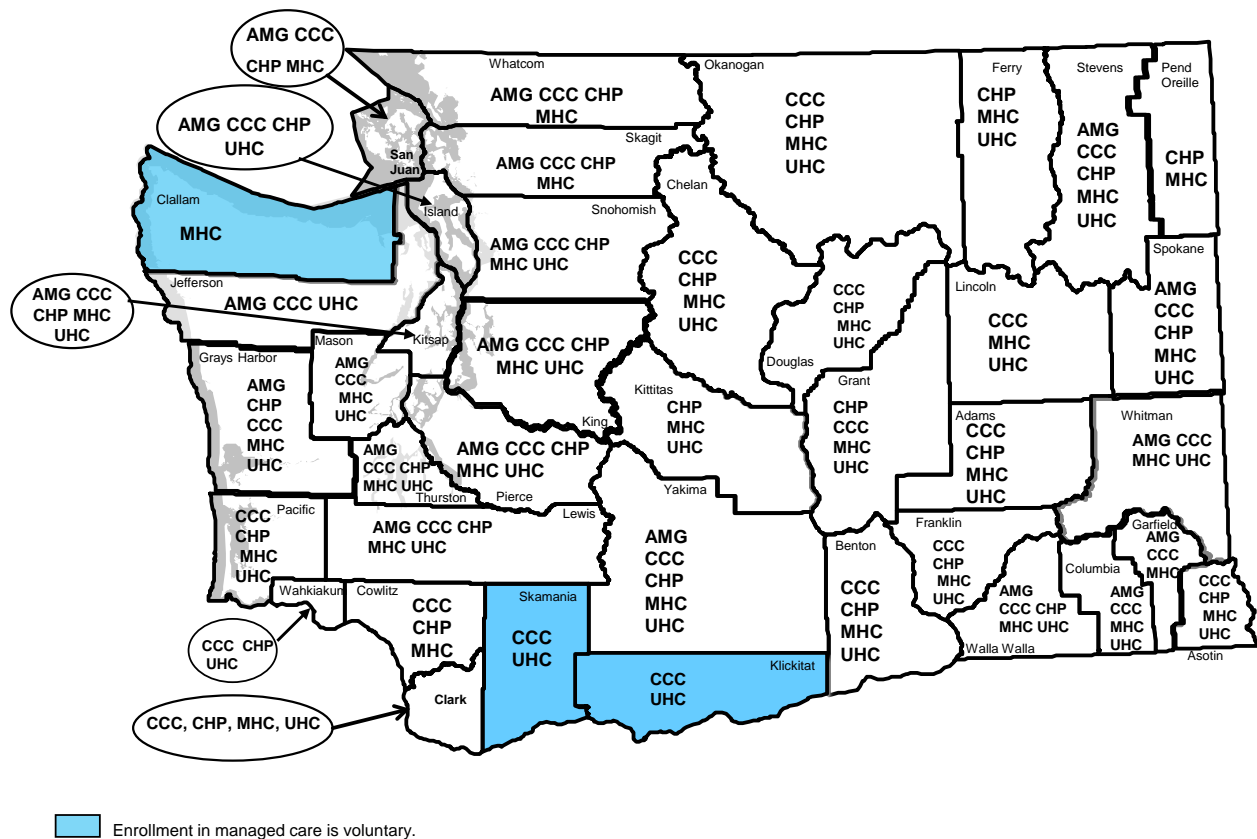 AMG CCC
CHP MHC
AMG CCC CHP
UHC
San
Juan
Whatcom
AMG CCC CHP
MHC
Skagit
AMG CCC CHP
MHC
Okanogan
CCC
CHP
MHC
UHC
Ferry
CHP
MHC
UHC
Stevens
AMG
CCC
CHP
MHC
UHC
Pend
Oreille
CHP
MHC
Clallam
MHC
Island
Snohomish
AMG CCC CHP
MHC UHC
Chelan
CCC
CHP
MHC
UHC
Douglas
CCC
CHP
MHC
UHC
Lincoln
CCC
MHC
UHC
Spokane
AMG
CCC
CHP
MHC
UHC
Jefferson
AMG CCC UHC
AMG CCC
CHP MHC
UHC
Kitsap
Grays Harbor
AMG
CHP
CCC
MHC
UHC
Mason
AMG
CCC
MHC
UHC
AMG CCC CHP
MHC UHC
King
Kittitas
CHP
MHC
UHC
Grant
CHP
CCC
MHC
UHC
Adams
CCC
CHP
MHC
UHC
Whitman
AMG CCC
MHC UHC
AMG
CCC CHP
MHC UHC
Thurston
AMG CCC CHP
MHC UHC
Pierce
Pacific
CCC
CHP
MHC
UHC
Lewis
AMG CCC CHP
MHC UHC
Yakima
AMG
CCC
CHP
MHC
UHC
Benton
CCC
CHP
MHC
UHC
Franklin
CCC
CHP
MHC
UHC
AMG
CCC CHP
MHC UHC
Walla Walla
Columbia
AMG
CCC
MHC
UHC
Garfield
AMG
CCC
MHC
CCC
CHP
MHC
UHC
Asotin
Wahkiakum
CCC CHP
UHC
Cowlitz
CCC
CHP
MHC
Skamania
CCC
UHC
Klickitat
CCC
UHC
Clark
CCC, CHP, MHC, UHC
Enrollment in managed care is voluntary.